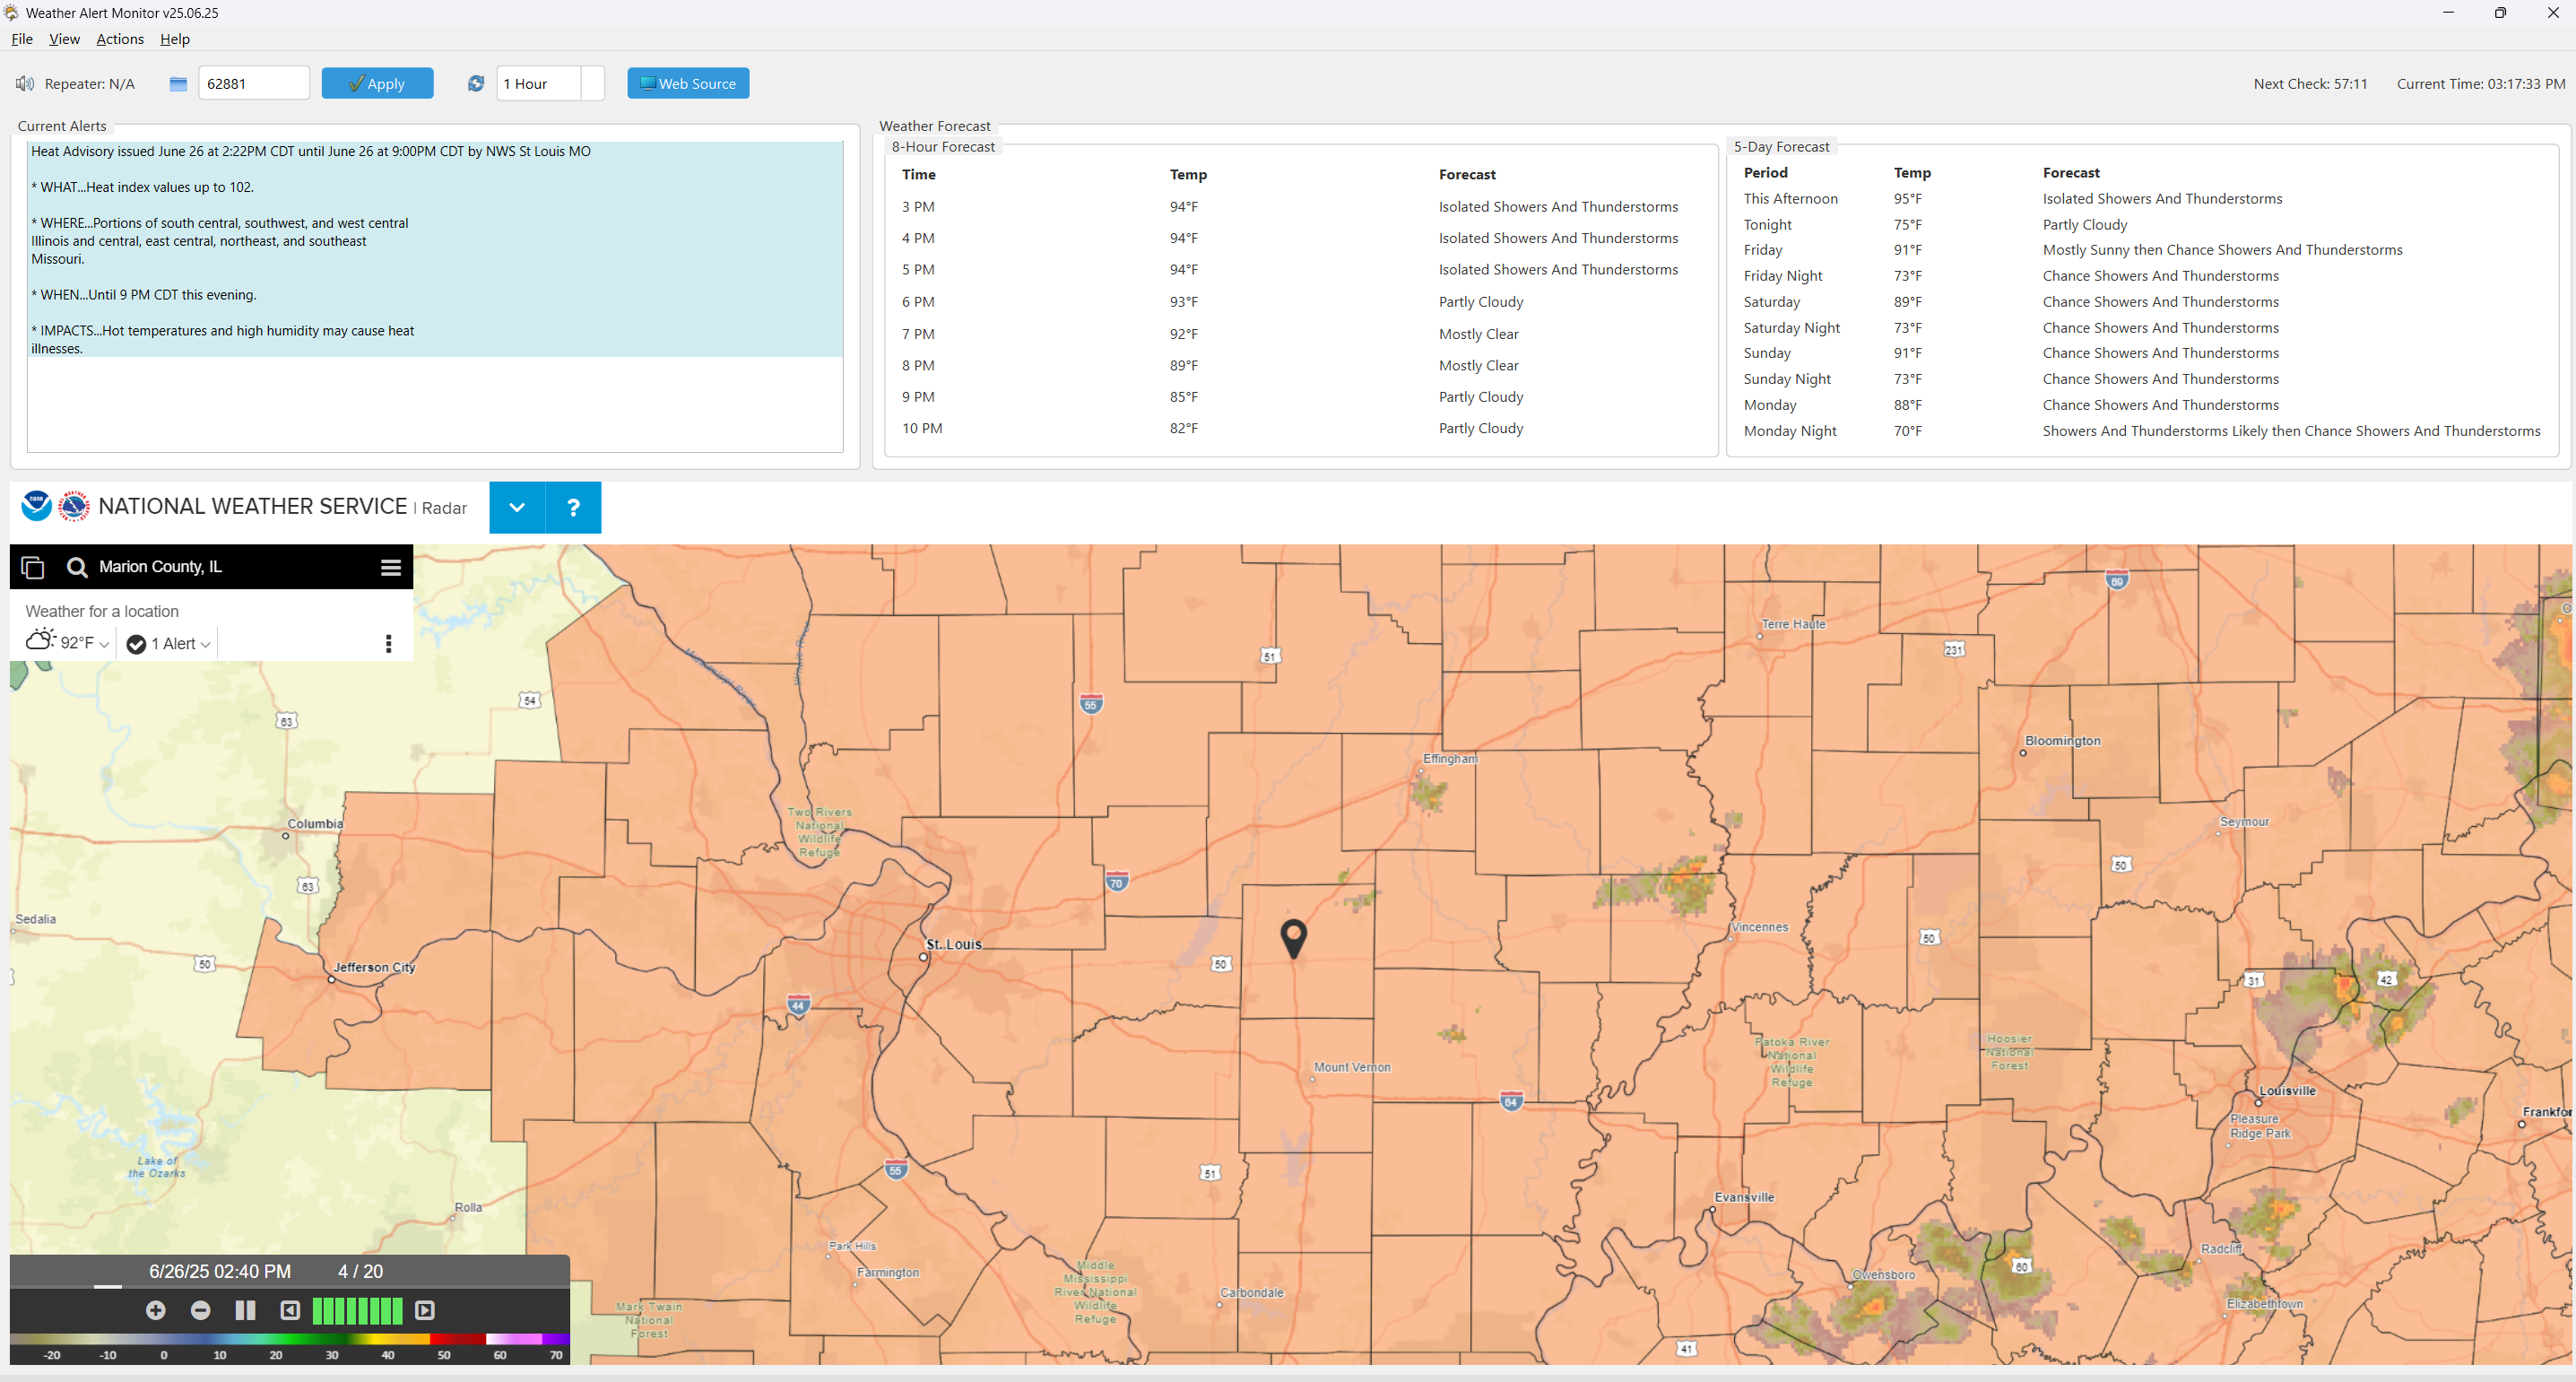 Weather Alert Monitor v25.06.25
File View Actions Help
Repeater: N/A 62881 Apply 1 Hour Web Source Next Check: 57:11 Current Time: 03:17:33 PM
Current Alerts
Heat Advisory issued June 26 at 2:22PM CDT until June 26 at 9:00PM CDT by NWS St Louis MO
* WHAT...Heat index values up to 102.
* WHERE...Portions of south central, southwest, and west central
Illinois and central, east central, northeast, and southeast
Missouri.
* WHEN...Until 9 PM CDT this evening.
* IMPACTS...Hot temperatures and high humidity may cause heat
illnesses.
Weather Forecast
8-Hour Forecast
Time Temp Forecast
3 PM 94°F Isolated Showers And Thunderstorms
4 PM 94°F Isolated Showers And Thunderstorms
5 PM 94°F Isolated Showers And Thunderstorms
6 PM 93°F Partly Cloudy
7 PM 92°F Mostly Clear
8 PM 89°F Mostly Clear
9 PM 85°F Partly Cloudy
10 PM 82°F Partly Cloudy
5-Day Forecast
Period Temp Forecast
This Afternoon 95°F Isolated Showers And Thunderstorms
Tonight 75°F Partly Cloudy
Friday 91°F Mostly Sunny then Chance Showers And Thunderstorms
Friday Night 73°F Chance Showers And Thunderstorms
Saturday 89°F Chance Showers And Thunderstorms
Saturday Night 73°F Chance Showers And Thunderstorms
Sunday 91°F Chance Showers And Thunderstorms
Sunday Night 73°F Chance Showers And Thunderstorms
Monday 88°F Chance Showers And Thunderstorms
Monday Night 70°F Showers And Thunderstorms Likely then Chance Showers And Thunderstorms
NATIONAL WEATHER SERVICE | Radar ?
Marion County, IL
Weather for a location
92°F 1 Alert
69
Terre Haute
231
51
Mississippi River
Illinois River
54
55
63
Bloomington
Effingham
Two Rivers
National
Wildlife
Refuge
Columbia
Seymour
50
70
63
Sedalia
Vincennes
50
St. Louis
50
50
Jefferson City
31
42
44
Patoka River
National
Wildlife
Refuge
Hoosier
National
Forest
Mount Vernon
64
Louisville
Pleasure
Ridge Park
Frankfor
Lake of
the Ozarks
55
51
Evansville
Rolla
Park Hills
Farmington
Radcliff
60
Owensboro
Middle
Mississippi
River National
Wildlife
Refuge
Carbondale
Elizabethtown
Mark Twain
National
Forest
41
6/26/25 02:40 PM 4 / 20
-20 -10 0 10 20 30 40 50 60 70